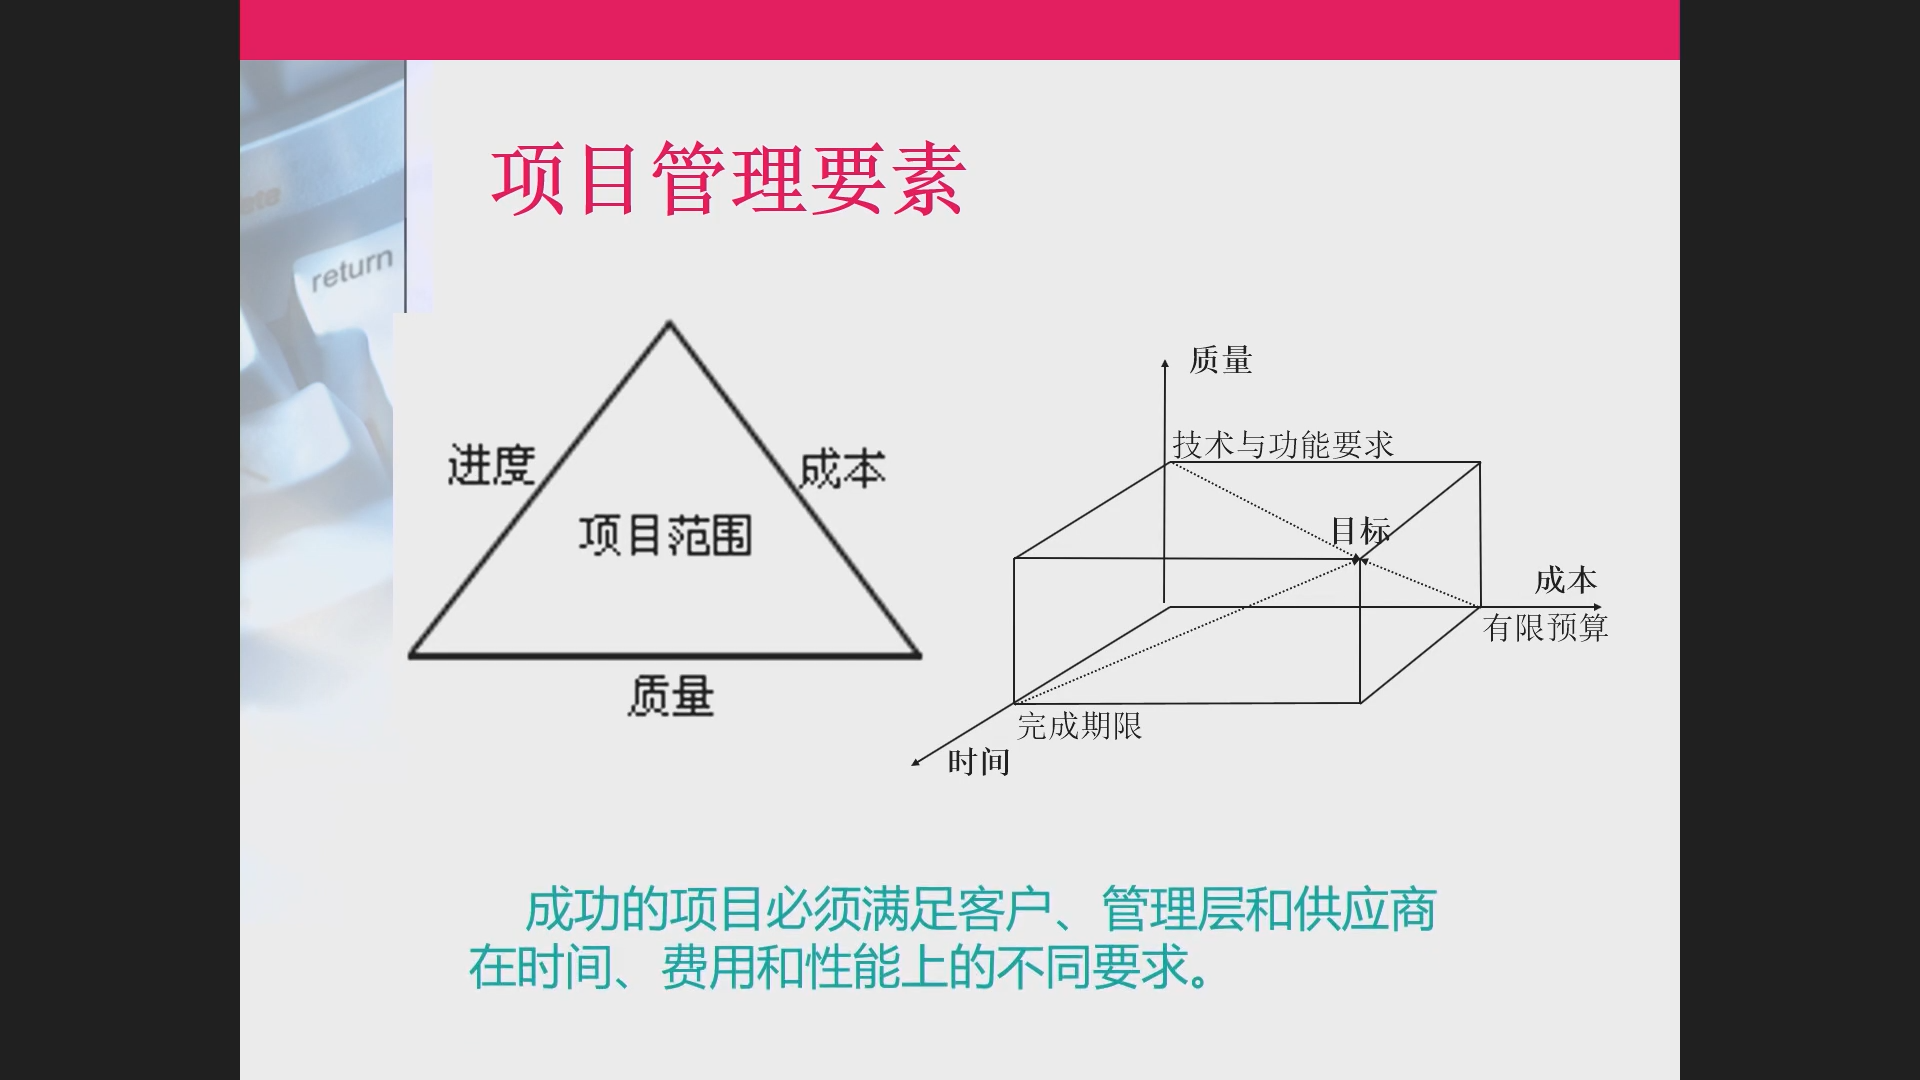 项目管理要素
return
进度
成本
项目范围
质量
质量
技术与功能要求
目标
成本
有限预算
完成期限
时间
成功的项目必须满足客户、管理层和供应商
在时间、费用和性能上的不同要求。